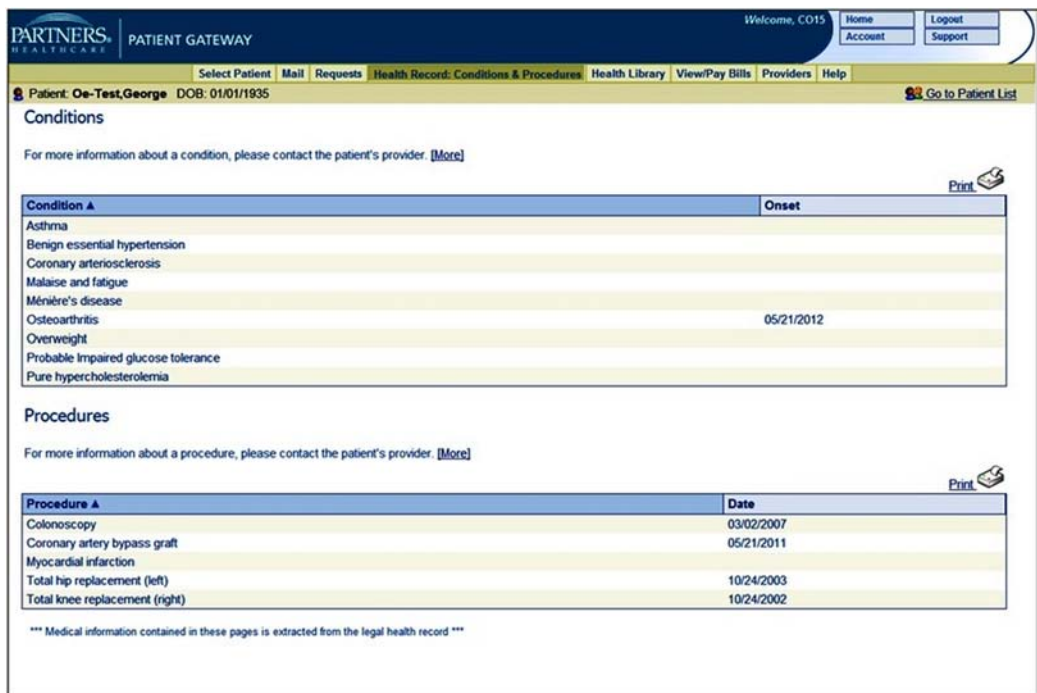 Welcome, CO15 Home Logout
PARTNERS. PATIENT GATEWAY Account Support
HEALTHCARE
Select Patient Mail Requests Health Record: Conditions & Procedures Health Library View/Pay Bills Providers Help
Patient: Oe-Test,George DOB: 01/01/1935 Go to Patient List
Conditions
For more information about a condition, please contact the patient's provider. [More]
Print
Condition ▲ Onset
Asthma
Benign essential hypertension
Coronary arteriosclerosis
Malaise and fatigue
Ménière's disease
Osteoarthritis 05/21/2012
Overweight
Probable Impaired glucose tolerance
Pure hypercholesterolemia
Procedures
For more information about a procedure, please contact the patient's provider. [More]
Print
Procedure ▲ Date
Colonoscopy 03/02/2007
Coronary artery bypass graft 05/21/2011
Myocardial infarction
Total hip replacement (left) 10/24/2003
Total knee replacement (right) 10/24/2002
*** Medical information contained in these pages is extracted from the legal health record ***